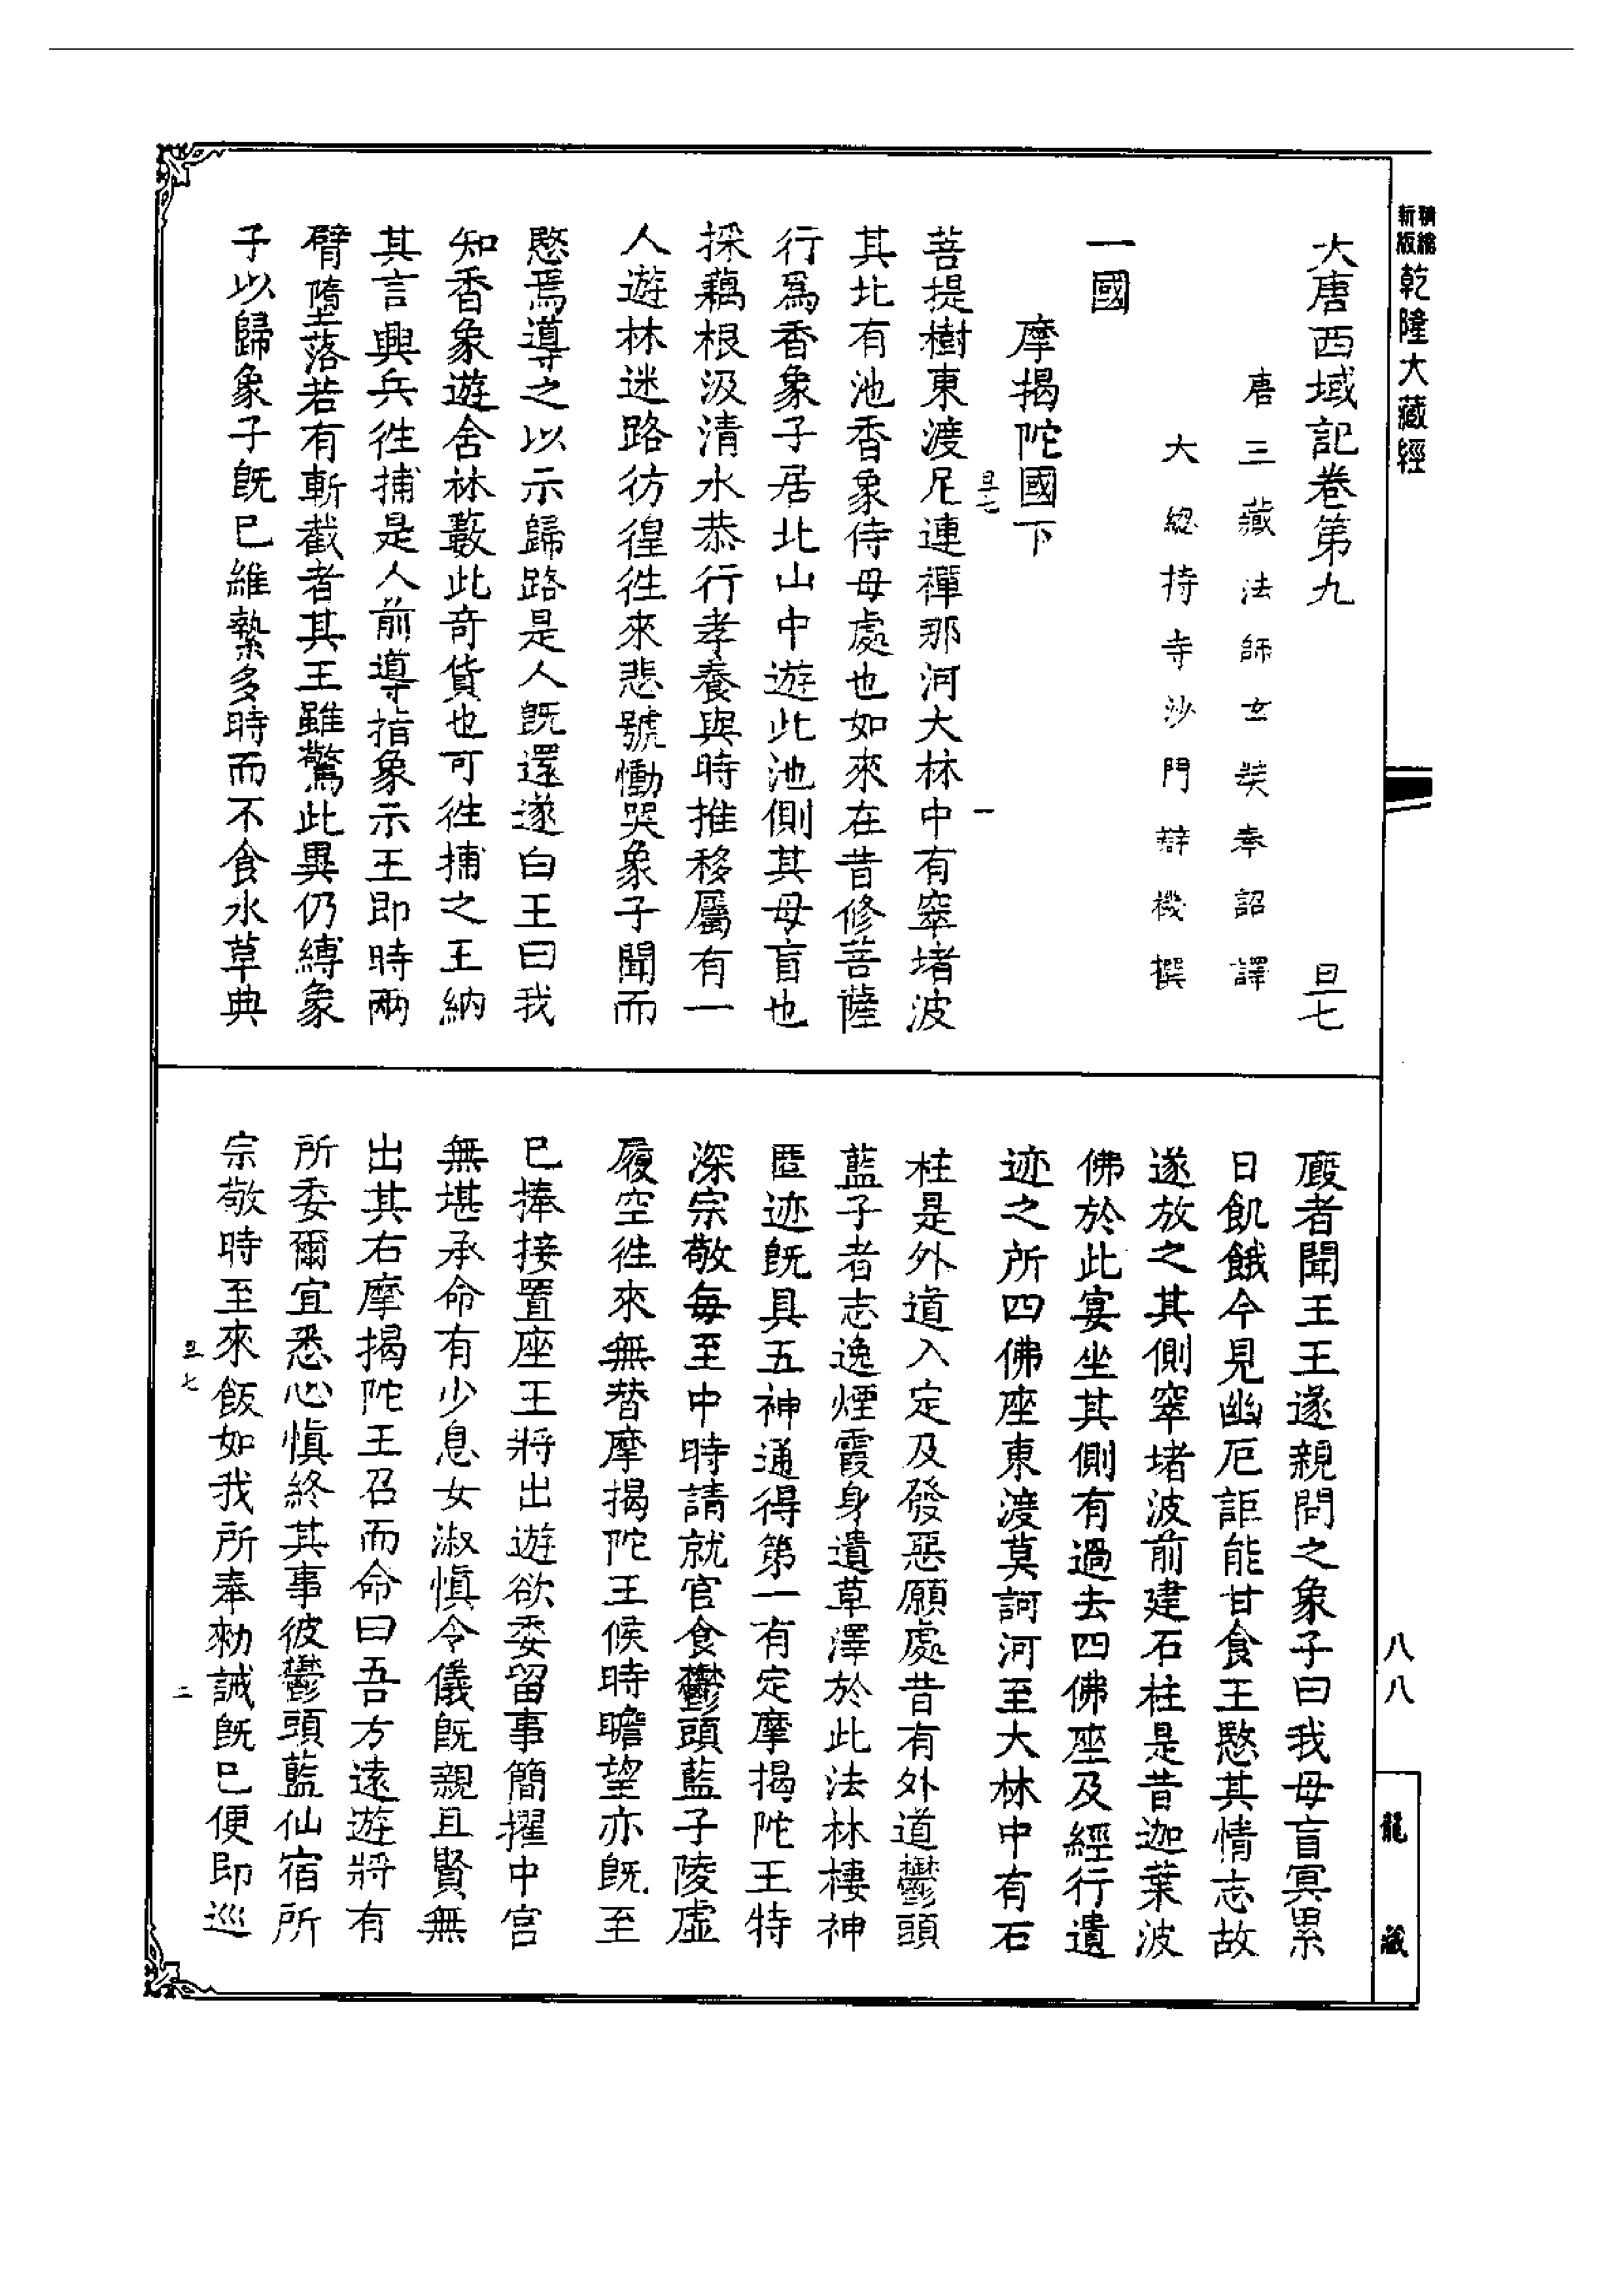 精縮
新版
乾隆大藏經
大唐西域記卷第九　旦七
唐三藏法師玄奘奉詔譯
大總持寺沙門辯機撰
一國
摩揭陀國下
旦七　一
菩提樹東渡尼連禪那河大林中有窣堵波
其北有池香象侍母處也如來在昔修菩薩
行爲香象子居北山中遊此池側其母盲也
採藕根汲清水恭行孝養與時推移屬有一
人遊林迷路彷徨徃來悲號慟哭象子聞而
愍焉導之以示歸路是人旣還遂白王曰我
知香象遊舍林藪此奇貨也可徃捕之王納
其言興兵徃捕是人前導指象示王即時兩
臂墮落若有斬截者其王雖驚此異仍縛象
子以歸象子旣已維縶多時而不食水草典
廄者聞王王遂親問之象子曰我母盲冥累
日飢餓今見幽厄詎能甘食王愍其情志故
遂放之其側窣堵波前建石柱是昔迦葉波
佛於此宴坐其側有過去四佛座及經行遺
迹之所四佛座東渡莫訶河至大林中有石
柱是外道入定及發惡願處昔有外道鬱頭
藍子者志逸煙霞身遺草澤於此法林棲神
匿迹旣具五神通得第一有定摩揭陀王特
深宗敬每至中時請就官食鬱頭藍子陵虛
履空徃來無替摩揭陀王候時瞻望亦旣至
已捧接置座王將出遊欲委留事簡擢中宮
無堪承命有少息女淑慎令儀旣親且賢無
出其右摩揭陀王召而命曰吾方遠遊將有
所委爾宜悉心慎終其事彼鬱頭藍仙宿所
宗敬時至來飯如我所奉勑誡旣已便即巡
旦七　二
八八
龍藏